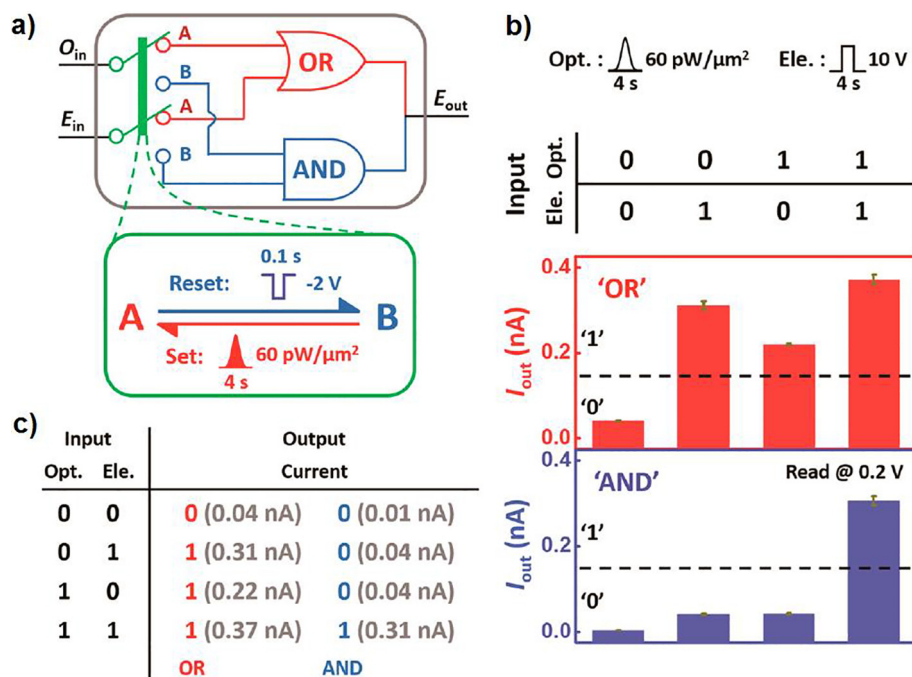 a)
O_in
A
OR
B
A
E_in
B
AND
E_out
0.1 s
Reset: -2 V
A B
Set: 60 pW/μm²
4 s
b)
Opt. : 60 pW/μm² Ele. : 10 V
4 s 4 s
Input
Opt. 0 0 1 1
Ele. 0 1 0 1
'OR'
I_out (nA)
0.4
'1'
0.2
'0'
0.0
'AND' Read @ 0.2 V
I_out (nA)
0.4
'1'
0.2
'0'
0.0
c)
Input Output
Opt. Ele. Current
0 0 0 (0.04 nA) 0 (0.01 nA)
0 1 1 (0.31 nA) 0 (0.04 nA)
1 0 1 (0.22 nA) 0 (0.04 nA)
1 1 1 (0.37 nA) 1 (0.31 nA)
OR AND